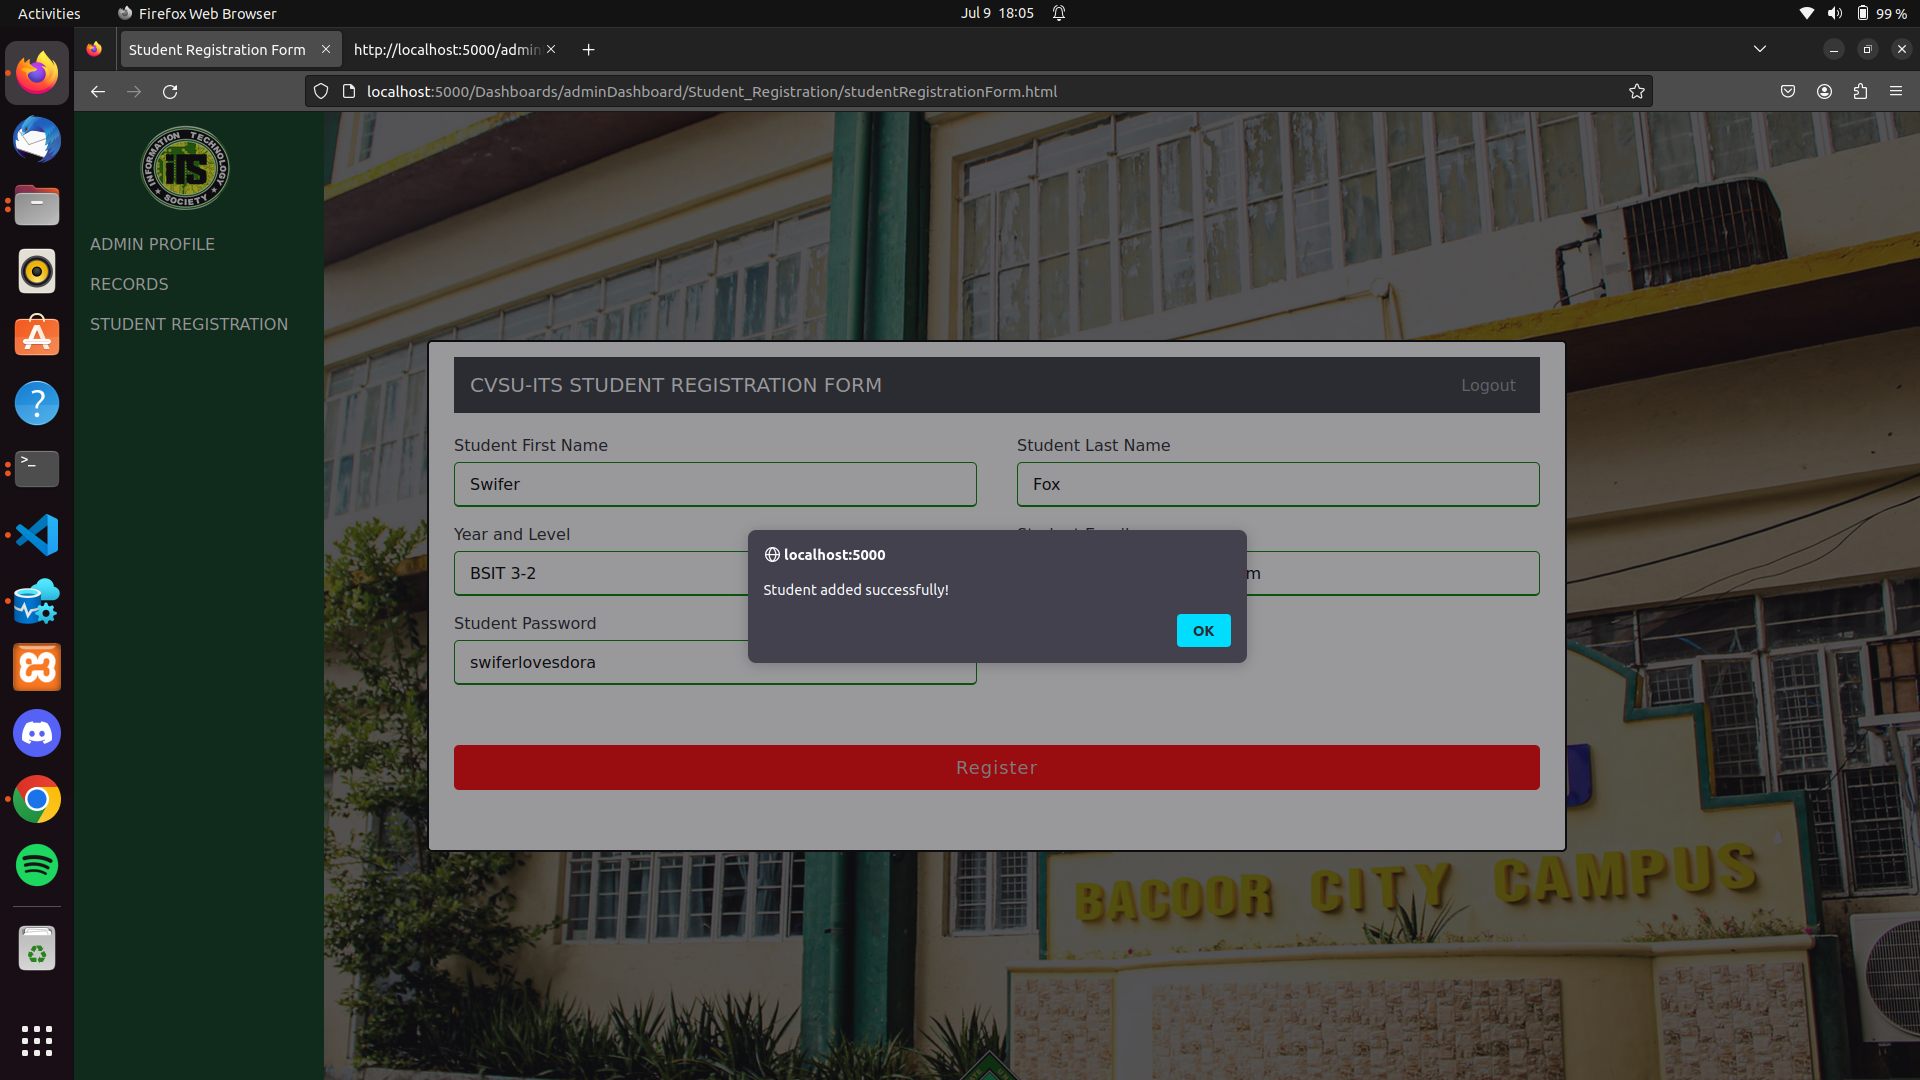 Activities
Firefox Web Browser
Jul 9 18:05
99 %
Student Registration Form
http://localhost:5000/admin
localhost:5000/Dashboards/adminDashboard/Student_Registration/studentRegistrationForm.html
INFORMATION TECHNOLOGY
iTS
SOCIETY
ADMIN PROFILE
RECORDS
STUDENT REGISTRATION
CVSU-ITS STUDENT REGISTRATION FORM
Logout
Student First Name
Student Last Name
Swifer
Fox
Year and Level
BSIT 3-2
m
localhost:5000
Student added successfully!
OK
Student Password
swiferlovesdora
Register
BACOOR CITY CAMPUS